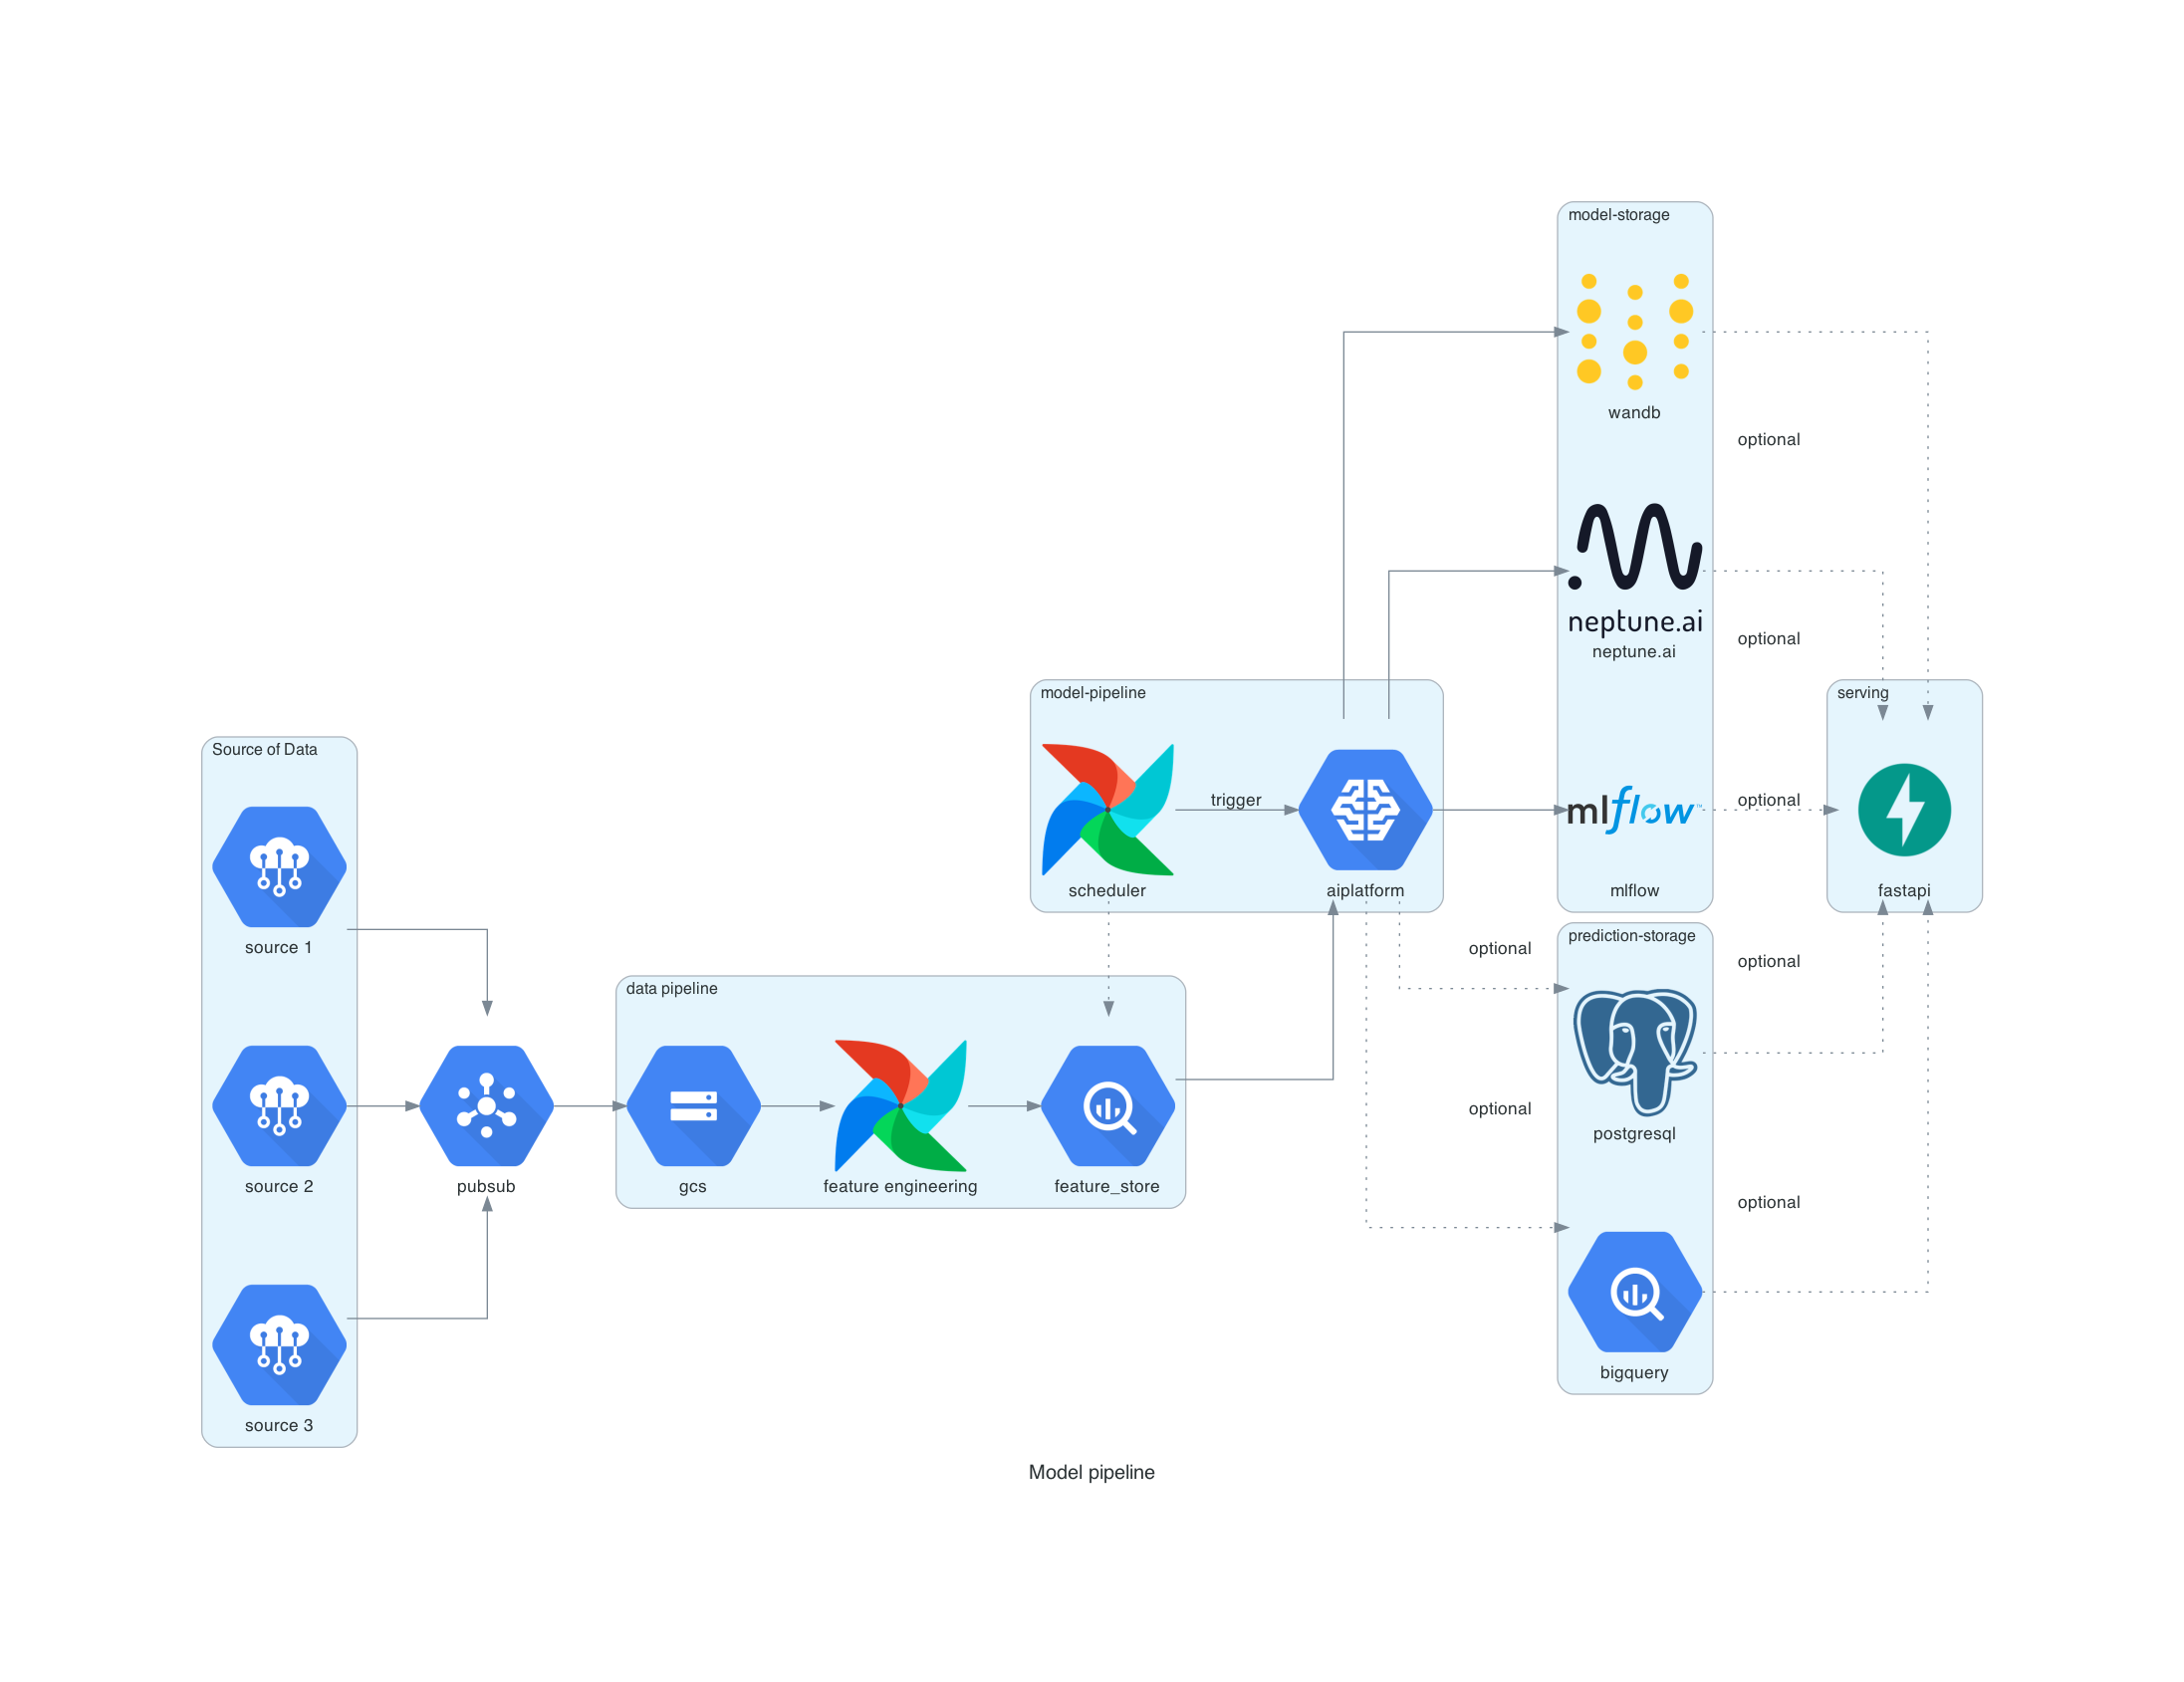 Source of Data
source 1
source 2
source 3
pubsub
data pipeline
gcs
feature engineering
feature_store
model-pipeline
scheduler
trigger
aiplatform
model-storage
wandb
neptune.ai
neptune.ai
mlflow™
mlflow
optional
optional
optional
optional
optional
optional
optional
prediction-storage
postgresql
bigquery
serving
fastapi
Model pipeline